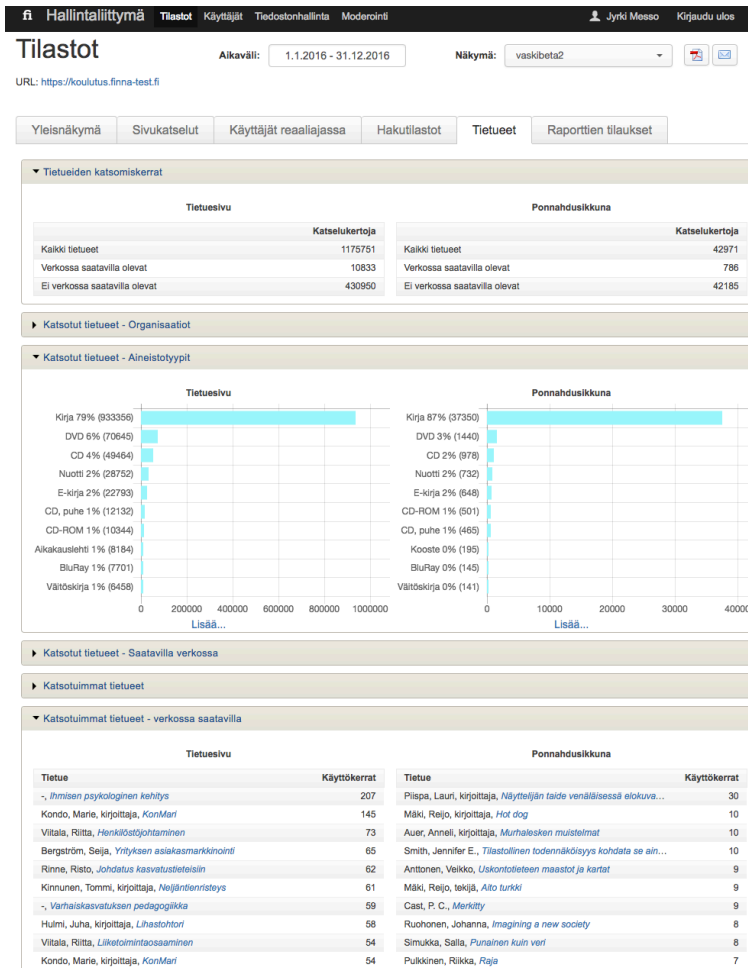 fi Hallintaliittymä Tilastot Käyttäjät Tiedostonhallinta Moderointi Jyrki Messo Kirjaudu ulos
Tilastot Aikaväli: 1.1.2016 - 31.12.2016 Näkymä: vaskibeta2
URL: https://koulutus.finna-test.fi
Yleisnäkymä Sivukatselut Käyttäjät reaaliajassa Hakutilastot Tietueet Raporttien tilaukset
Tietueiden katsomiskerrat
Tietuesivu
Katselukertoja
Kaikki tietueet 1175751
Verkossa saatavilla olevat 10833
Ei verkossa saatavilla olevat 430950
Ponnahdusikkuna
Katselukertoja
Kaikki tietueet 42971
Verkossa saatavilla olevat 786
Ei verkossa saatavilla olevat 42185
Katsotut tietueet - Organisaatiot
Katsotut tietueet - Aineistotyypit
Tietuesivu
Kirja 79% (933356)
DVD 6% (70645)
CD 4% (49464)
Nuotti 2% (28752)
E-kirja 2% (22793)
CD, puhe 1% (12132)
CD-ROM 1% (10344)
Aikakauslehti 1% (8184)
BluRay 1% (7701)
Väitöskirja 1% (6458)
0 200000 400000 600000 800000 1000000
Lisää...
Ponnahdusikkuna
Kirja 87% (37350)
DVD 3% (1440)
CD 2% (978)
Nuotti 2% (732)
E-kirja 2% (648)
CD-ROM 1% (501)
CD, puhe 1% (465)
Kooste 0% (195)
BluRay 0% (145)
Väitöskirja 0% (141)
0 10000 20000 30000 4000
Lisää...
Katsotut tietueet - Saatavilla verkossa
Katsotuimmat tietueet
Katsotuimmat tietueet - verkossa saatavilla
Tietuesivu
Tietue Käyttökerrat
-, Ihmisen psykologinen kehitys 207
Kondo, Marie, kirjoittaja, KonMari 145
Viitala, Riitta, Henkilöstöjohtaminen 73
Bergström, Seija, Yrityksen asiakasmarkkinointi 65
Rinne, Risto, Johdatus kasvatustieteisiin 62
Kinnunen, Tommi, kirjoittaja, Neljäntienristeys 61
-, Varhaiskasvatuksen pedagogiikka 59
Hulmi, Juha, kirjoittaja, Lihastohtori 58
Viitala, Riitta, Liiketoimintaosaaminen 54
Kondo, Marie, kirjoittaja, KonMari 54
Ponnahdusikkuna
Tietue Käyttökerrat
Piispa, Lauri, kirjoittaja, Näyttelijän taide venäläisessä elokuva... 30
Mäki, Reijo, kirjoittaja, Hot dog 10
Auer, Anneli, kirjoittaja, Murhalesken muistelmat 10
Smith, Jennifer E., Tilastollinen todennäköisyys kohdata se ain... 10
Anttonen, Veikko, Uskontotieteen maastot ja kartat 9
Mäki, Reijo, tekijä, Aito turkki 9
Cast, P. C., Merkitty 9
Ruohonen, Johanna, Imagining a new society 8
Simukka, Salla, Punainen kuin veri 8
Pulkkinen, Riikka, Raja 7